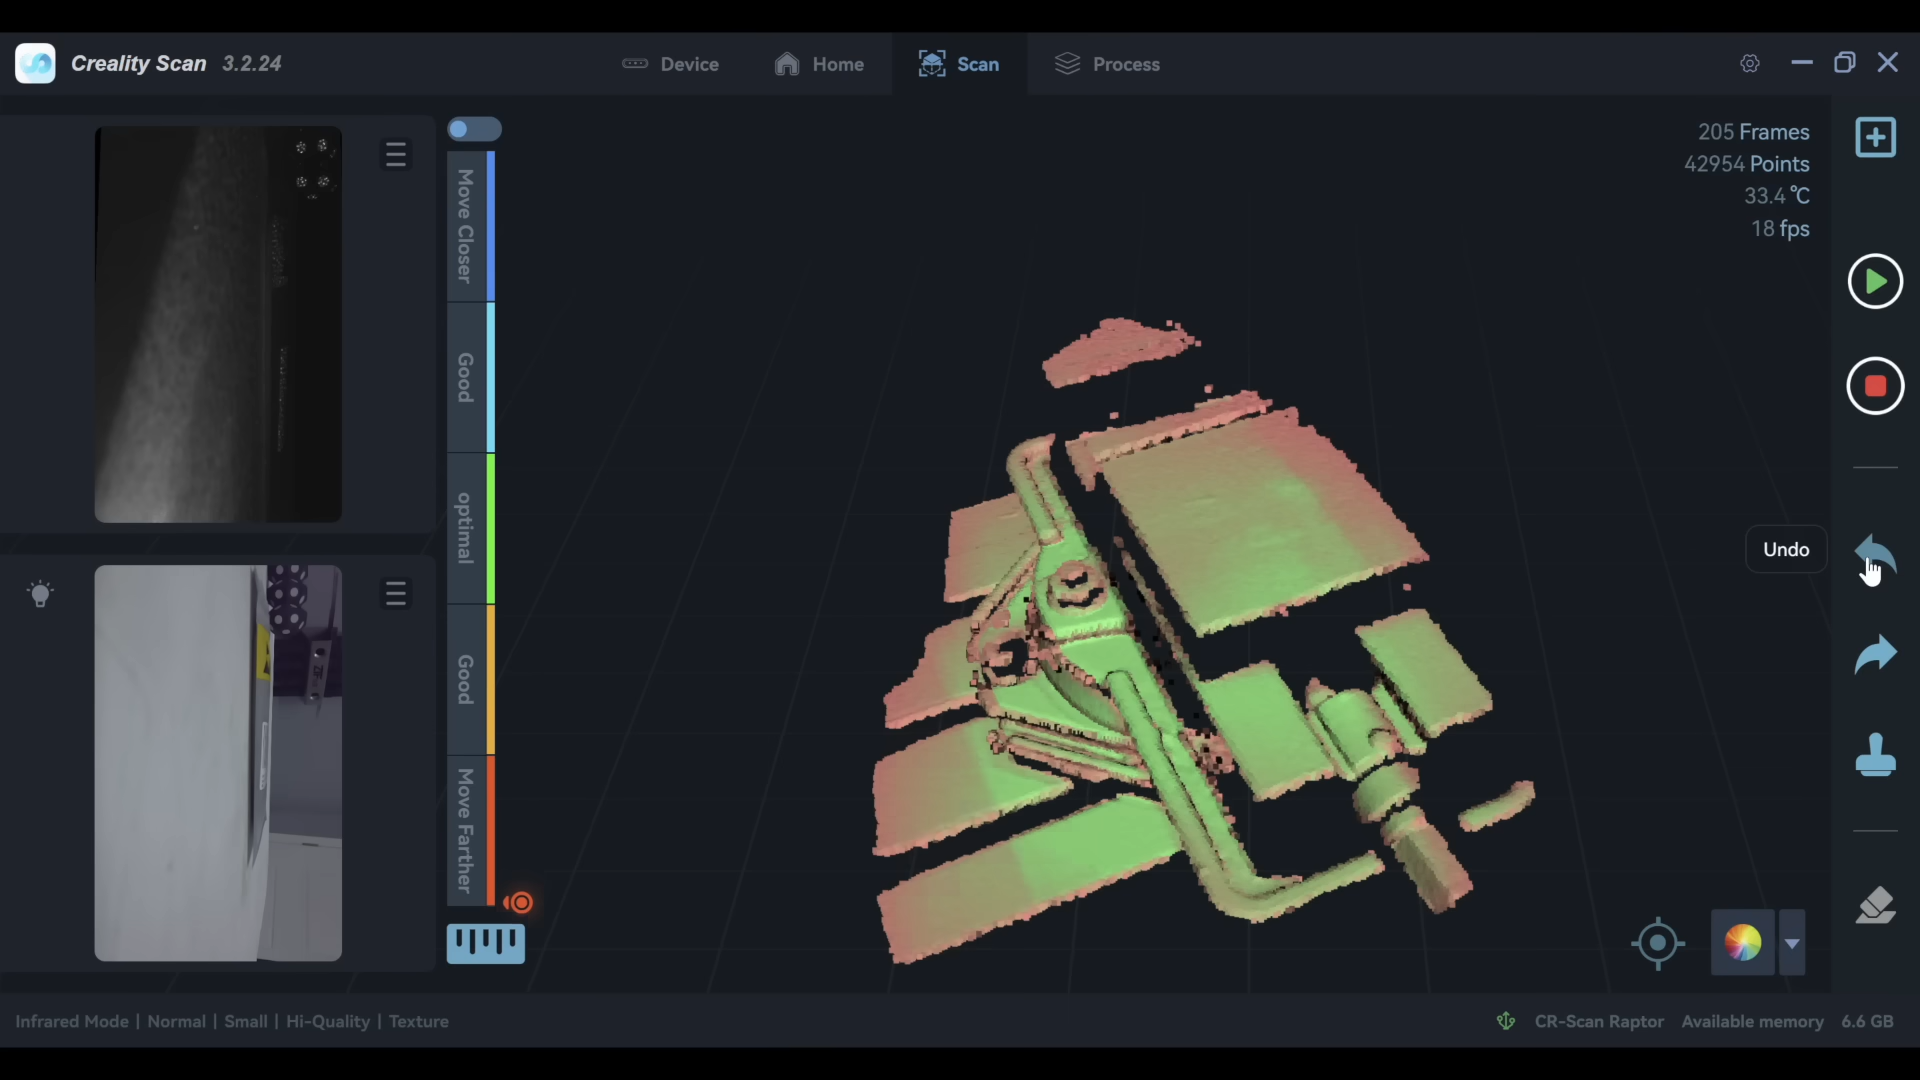 Creality Scan 3.2.24
Device
Home
Scan
Process
Move Closer
Good
optimal
Good
Move Farther
205 Frames
42954 Points
33.4 ℃
18 fps
Undo
Infrared Mode | Normal | Small | Hi-Quality | Texture
CR-Scan Raptor
Available memory 6.6 GB